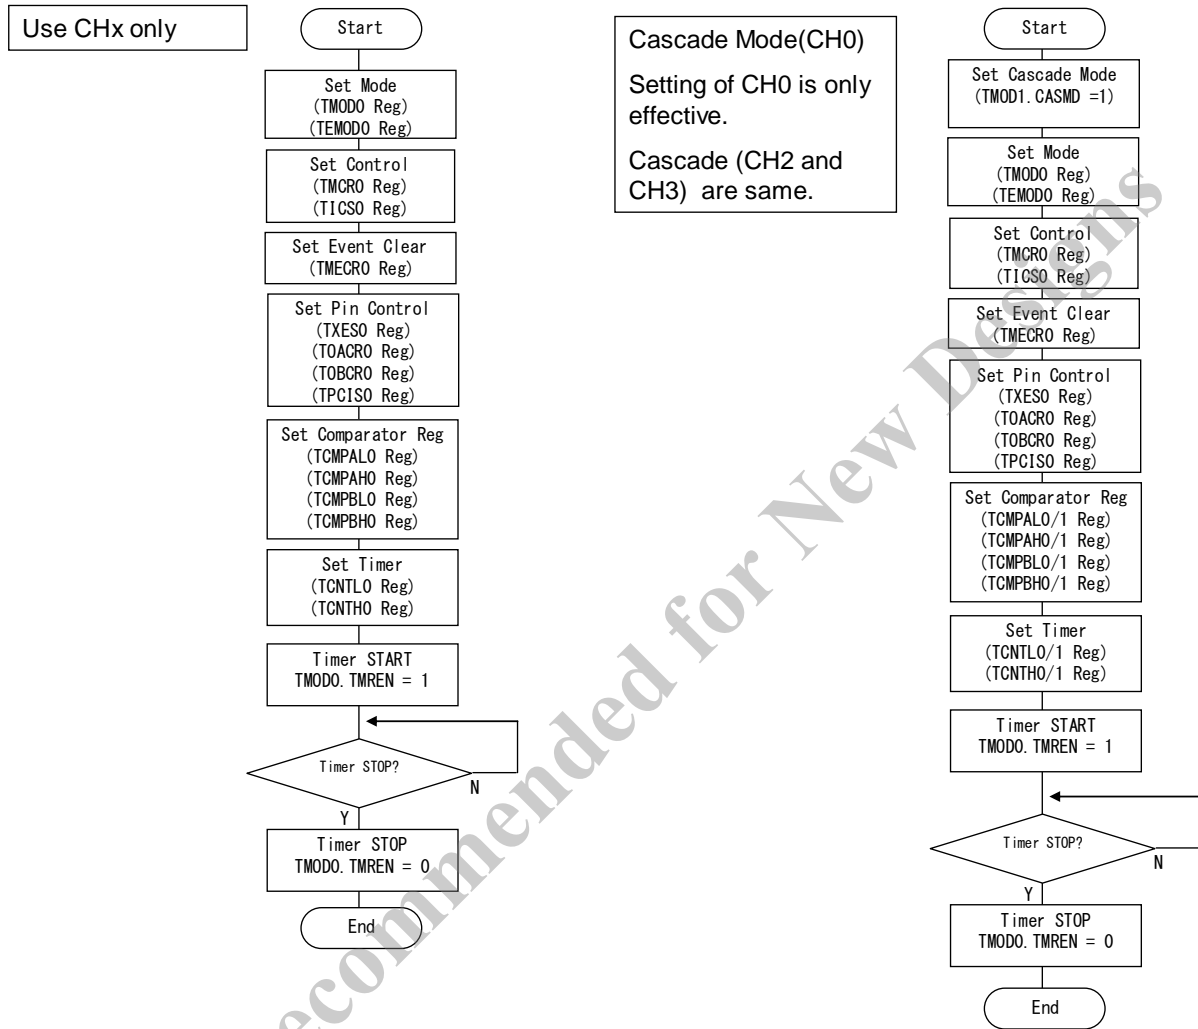 Use CHx only
Start
Set Mode
(TMOD0 Reg)
(TEMOD0 Reg)
Set Control
(TMCR0 Reg)
(TICS0 Reg)
Set Event Clear
(TMECR0 Reg)
Set Pin Control
(TXES0 Reg)
(TOACR0 Reg)
(TOBCR0 Reg)
(TPCIS0 Reg)
Set Comparator Reg
(TCMPAL0 Reg)
(TCMPAH0 Reg)
(TCMPBL0 Reg)
(TCMPBH0 Reg)
Set Timer
(TCNTL0 Reg)
(TCNTH0 Reg)
Timer START
TMOD0.TMREN = 1
Timer STOP?
N
Y
Timer STOP
TMOD0.TMREN = 0
End
Cascade Mode(CH0)
Setting of CH0 is only
effective.
Cascade (CH2 and
CH3) are same.
Start
Set Cascade Mode
(TMOD1.CASMD =1)
Set Mode
(TMOD0 Reg)
(TEMOD0 Reg)
Set Control
(TMCR0 Reg)
(TICS0 Reg)
Set Event Clear
(TMECR0 Reg)
Set Pin Control
(TXES0 Reg)
(TOACR0 Reg)
(TOBCR0 Reg)
(TPCIS0 Reg)
Set Comparator Reg
(TCMPAL0/1 Reg)
(TCMPAH0/1 Reg)
(TCMPBL0/1 Reg)
(TCMPBH0/1 Reg)
Set Timer
(TCNTL0/1 Reg)
(TCNTH0/1 Reg)
Timer START
TMOD0.TMREN = 1
Timer STOP?
N
Y
Timer STOP
TMOD0.TMREN = 0
End
ecommended for New Designs